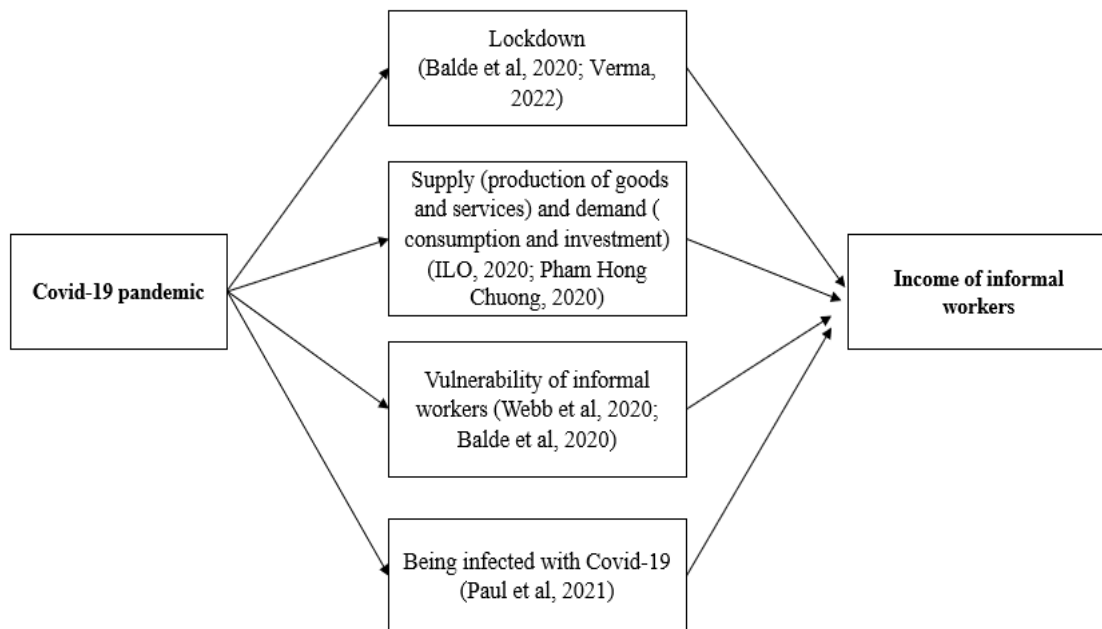 Lockdown
(Balde et al, 2020; Verma,
2022)
Supply (production of goods
and services) and demand (
consumption and investment)
(ILO, 2020; Pham Hong
Chuong, 2020)
Covid-19 pandemic
Income of informal
workers
Vulnerability of informal
workers (Webb et al, 2020;
Balde et al, 2020)
Being infected with Covid-19
(Paul et al, 2021)